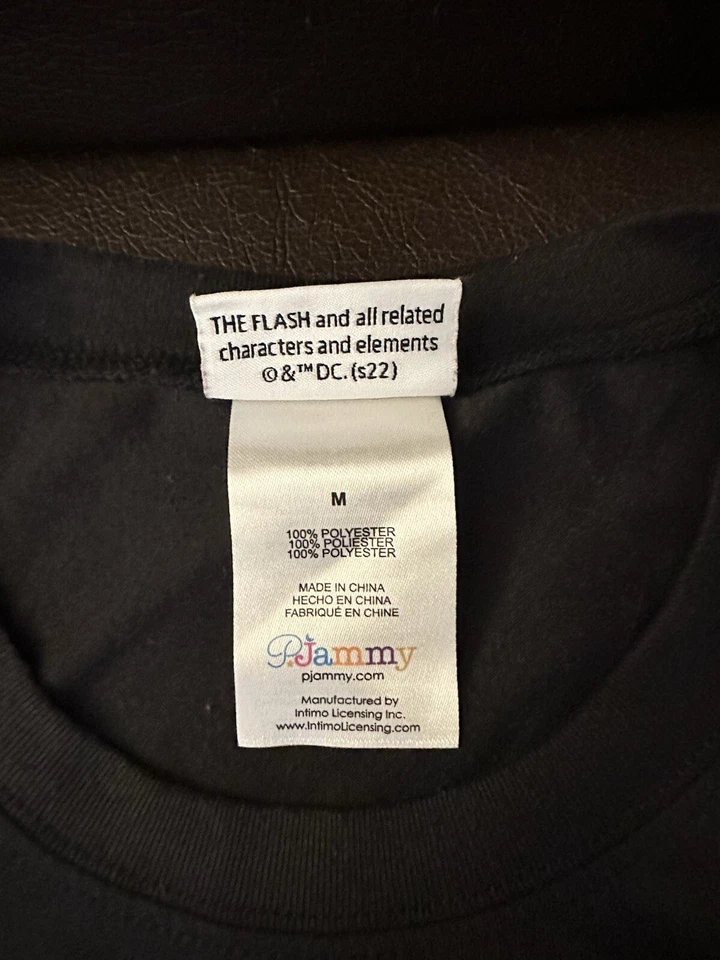 THE FLASH and all related
characters and elements
©&™DC.(s22)
M
100% POLYESTER
100% POLIESTER
100% POLYESTER
MADE IN CHINA
HECHO EN CHINA
FABRIQUÉ EN CHINE
PJammy
pjammy.com
Manufactured by
Intimo Licensing Inc.
www.IntimoLicensing.com